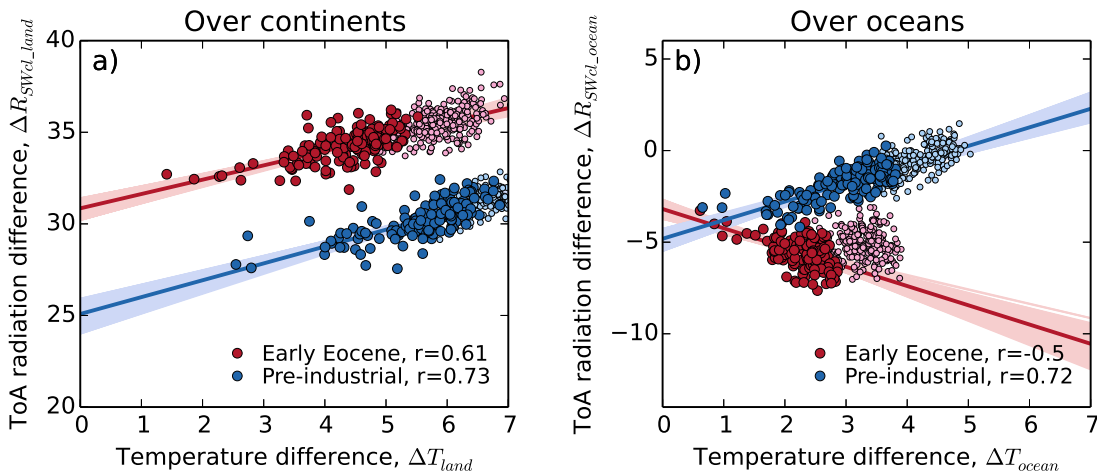 Over continents
a)
ToA radiation difference, ΔR_SWcl_land
40
35
30
25
20
0 1 2 3 4 5 6 7
Early Eocene, r=0.61
Pre-industrial, r=0.73
Temperature difference, ΔT_land
Over oceans
b)
ToA radiation difference, ΔR_SWcl_ocean
5
0
−5
−10
0 1 2 3 4 5 6 7
Early Eocene, r=-0.5
Pre-industrial, r=0.72
Temperature difference, ΔT_ocean